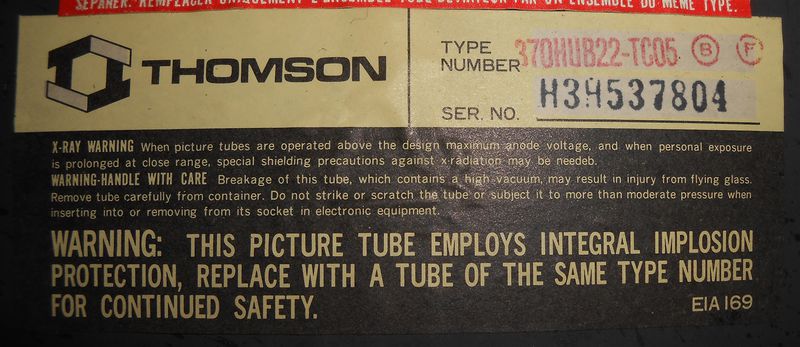 SÉPARER. REMPLACER UNIQUEMENT L'ENSEMBLE TUBE DÉVIATEUR PAR UN ENSEMBLE DU MÊME TYPE.
THOMSON
TYPE NUMBER 370HUB22-TC05 B F
SER. NO. H3H537804
X-RAY WARNING When picture tubes are operated above the design maximum anode voltage, and when personal exposure
is prolonged at close range, special shielding precautions against x-radiation may be needeb.
WARNING-HANDLE WITH CARE Breakage of this tube, which contains a high vacuum, may result in injury from flying glass.
Remove tube carefully from container. Do not strike or scratch the tube or subject it to more than moderate pressure when
inserting into or removing from its socket in electronic equipment.
WARNING: THIS PICTURE TUBE EMPLOYS INTEGRAL IMPLOSION
PROTECTION, REPLACE WITH A TUBE OF THE SAME TYPE NUMBER
FOR CONTINUED SAFETY.
EIA 169